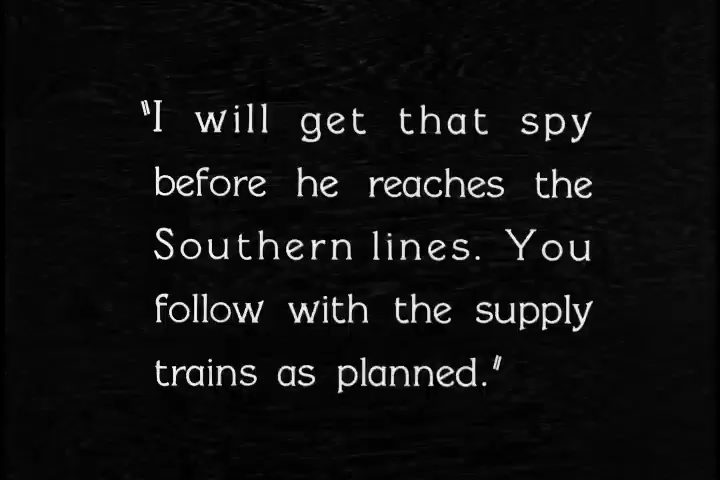 "I will get that spy
before he reaches the
Southern lines. You
follow with the supply
trains as planned."